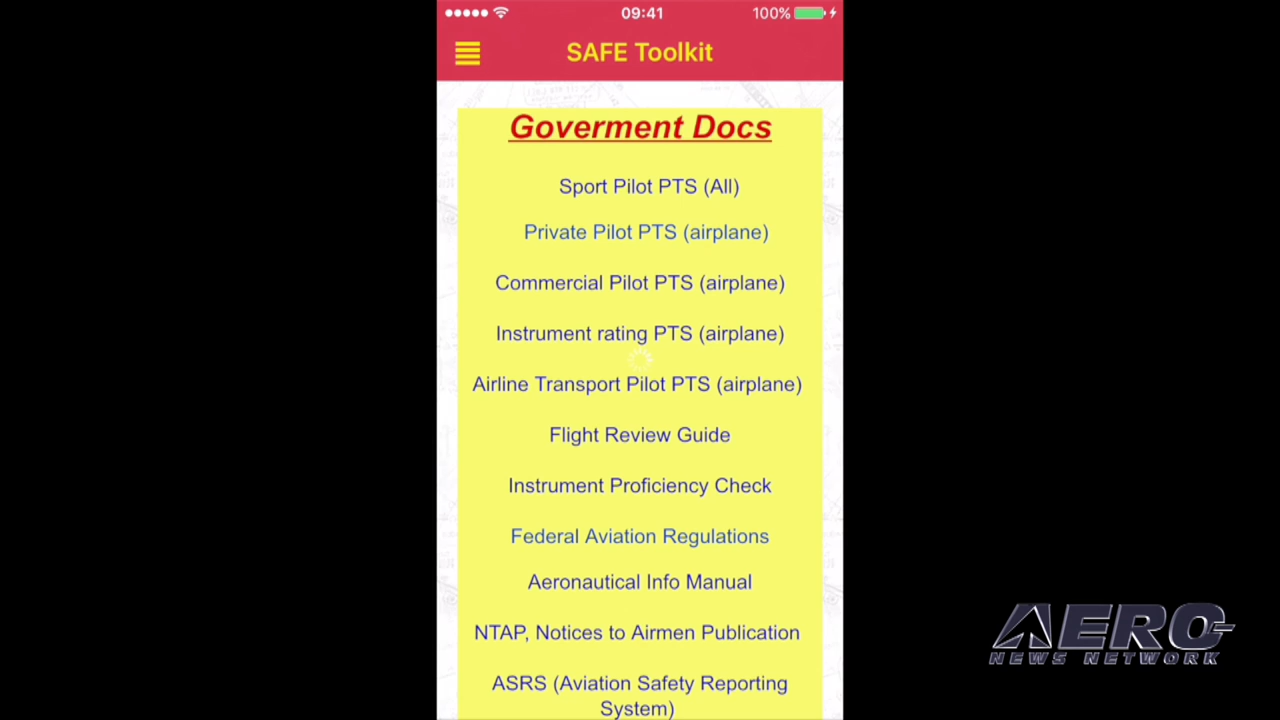 09:41
100%
SAFE Toolkit
Goverment Docs
Sport Pilot PTS (All)
Private Pilot PTS (airplane)
Commercial Pilot PTS (airplane)
Instrument rating PTS (airplane)
Airline Transport Pilot PTS (airplane)
Flight Review Guide
Instrument Proficiency Check
Federal Aviation Regulations
Aeronautical Info Manual
NTAP, Notices to Airmen Publication
ASRS (Aviation Safety Reporting
System)
AERO
NEWS NETWORK